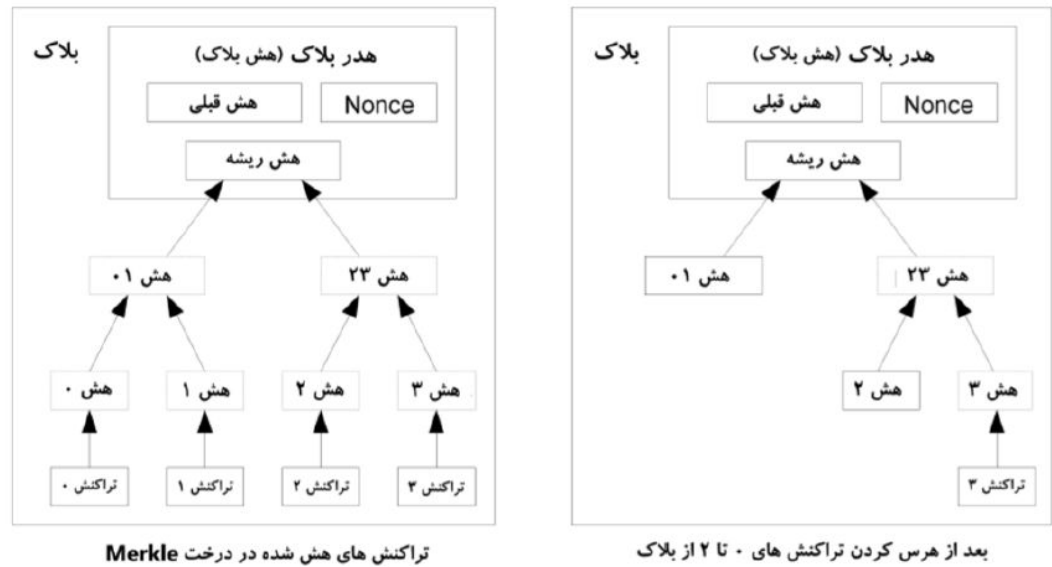 بلاک
هدر بلاک (هش بلاک)
هش قبلی
Nonce
هش ریشه
هش ۰۱
هش ۲۳
هش ۰
هش ۱
هش ۲
هش ۳
تراکنش ۰
تراکنش ۱
تراکنش ۲
تراکنش ۳
تراکنش های هش شده در درخت Merkle
بلاک
هدر بلاک (هش بلاک)
هش قبلی
Nonce
هش ریشه
هش ۰۱
هش ۲۳
هش ۲
هش ۳
تراکنش ۳
بعد از هرس کردن تراکنش های ۰ تا ۲ از بلاک